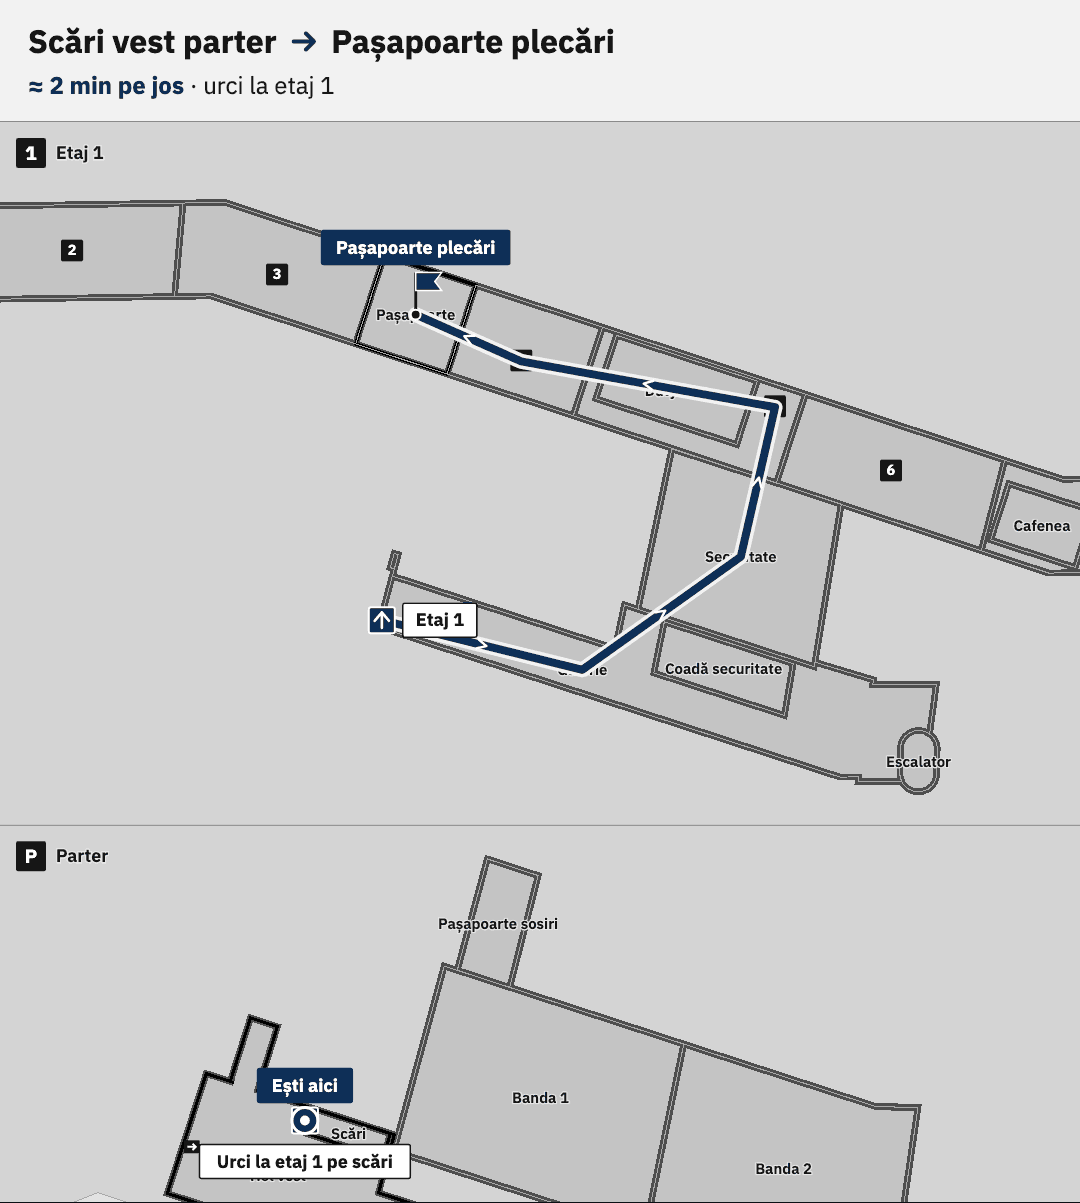 Scări vest parter → Pașapoarte plecări
≈ 2 min pe jos · urci la etaj 1
1 Etaj 1
2
3
Pașapoarte plecări
6
Cafenea
Etaj 1
Coadă securitate
Escalator
P Parter
Pașapoarte sosiri
Ești aici
Banda 1
Scări
Urci la etaj 1 pe scări
Banda 2